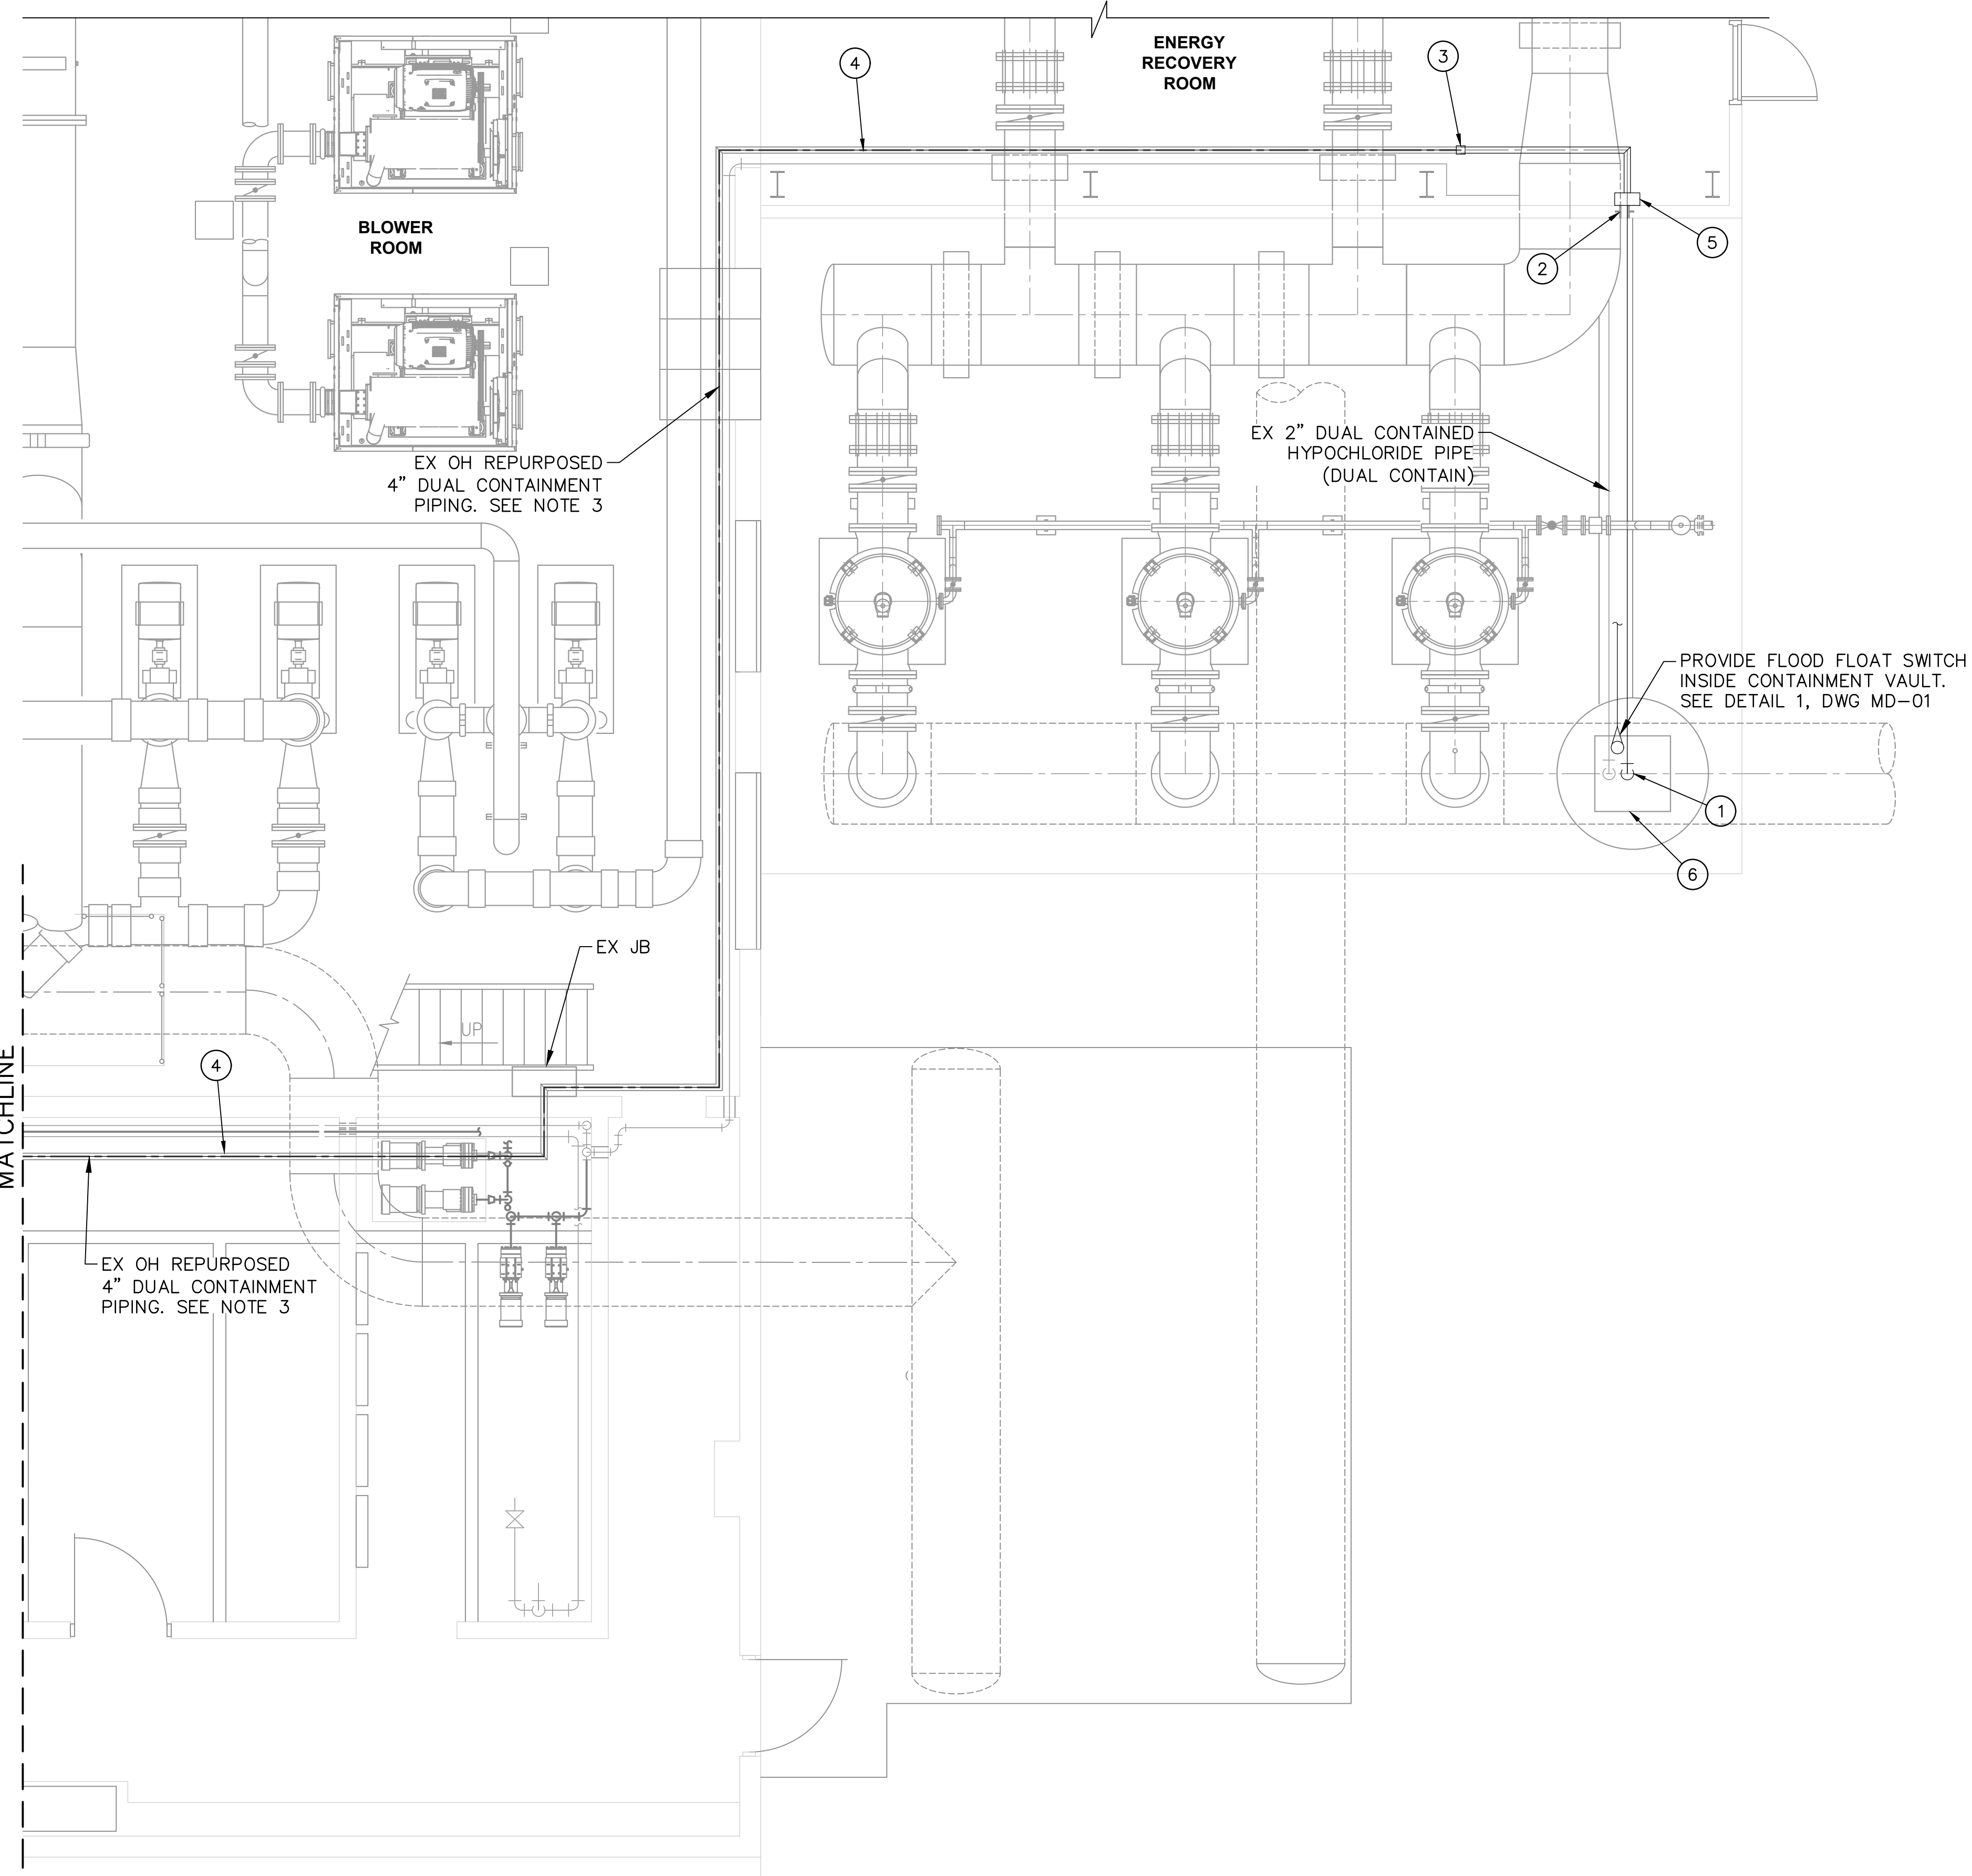 ENERGY
RECOVERY
ROOM
4
3
BLOWER
ROOM
5
2
EX 2" DUAL CONTAINED
HYPOCHLORIDE PIPE
(DUAL CONTAIN)
EX OH REPURPOSED
4" DUAL CONTAINMENT
PIPING. SEE NOTE 3
PROVIDE FLOOD FLOAT SWITCH
INSIDE CONTAINMENT VAULT.
SEE DETAIL 1, DWG MD-01
1
6
EX JB
UP
4
MATCHLINE
EX OH REPURPOSED
4" DUAL CONTAINMENT
PIPING. SEE NOTE 3